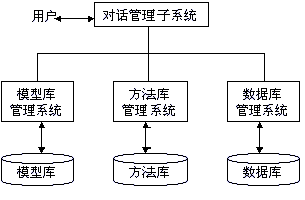 用户
对话管理子系统
模型库
管理系统
方法库
管理系统
数据库
管理系统
模型库
方法库
数据库